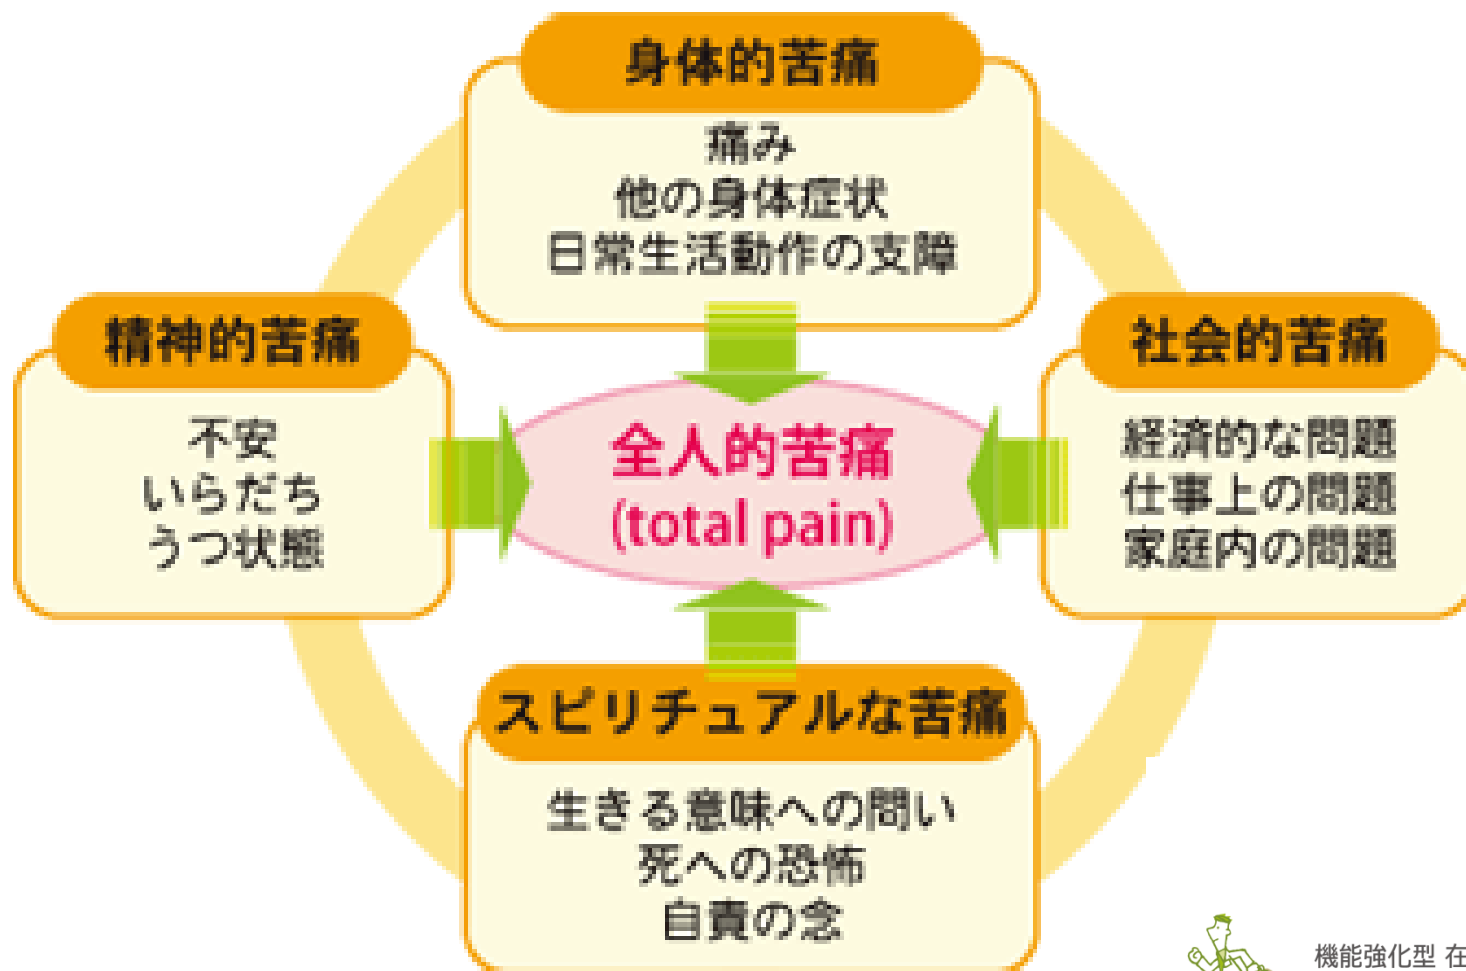 身体的苦痛
痛み
他の身体症状
日常生活動作の支障
精神的苦痛
不安
いらだち
うつ状態
全人的苦痛
(total pain)
社会的苦痛
経済的な問題
仕事上の問題
家庭内の問題
スピリチュアルな苦痛
生きる意味への問い
死への恐怖
自責の念
機能強化型 在